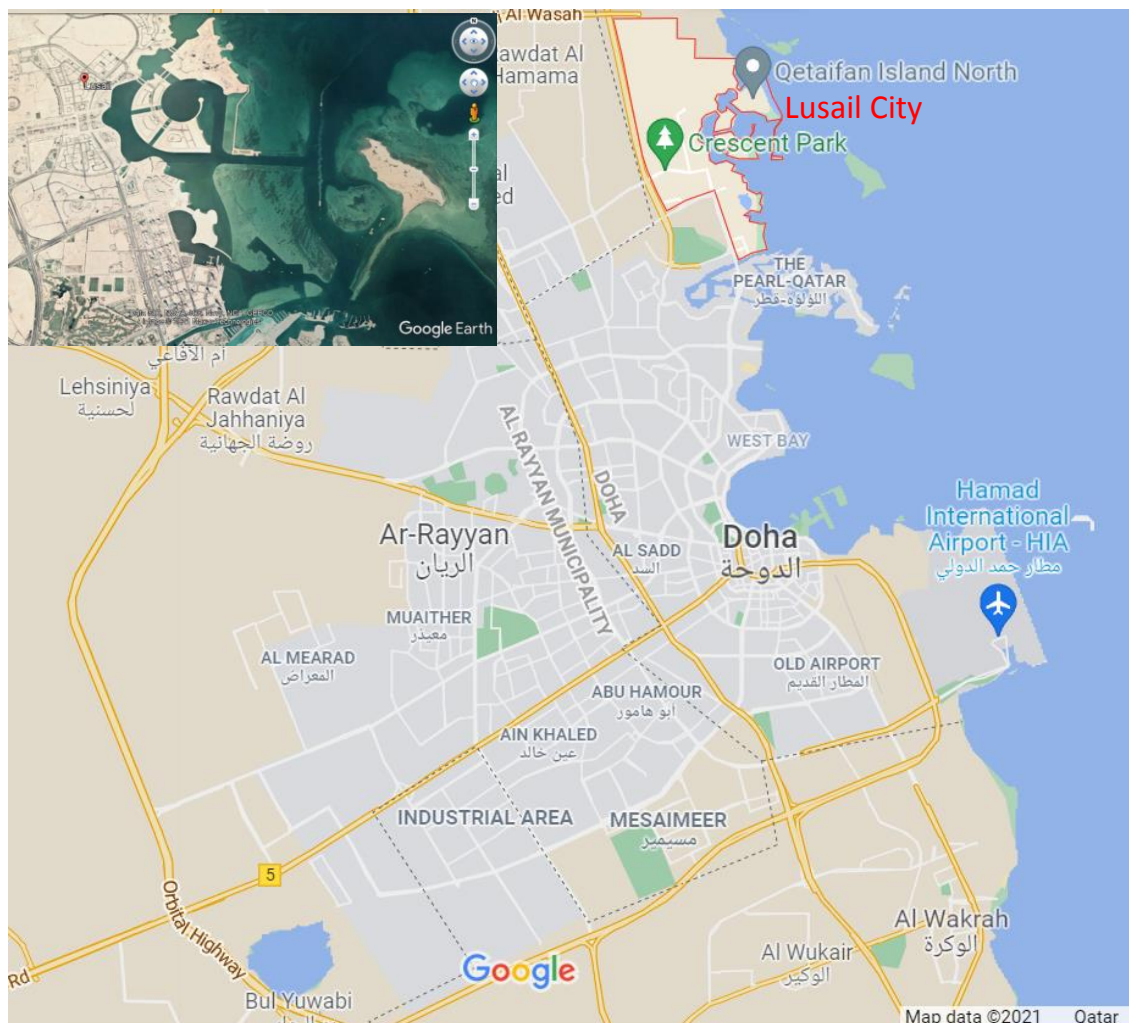 Al Wasah
N
Lusail
Google Earth
Rawdat Al
Hamama
Qetaifan Island North
Lusail City
Crescent Park
THE
PEARL-QATAR
اللؤلؤة-قطر
أم الأفاعي
Lehsiniya
لحسنية
Rawdat Al
Jahhaniya
روضة الجهانية
AL RAYYAN MUNICIPALITY
DOHA
WEST BAY
Hamad
International
Airport - HIA
مطار حمد الدولي
Ar-Rayyan
الريان
AL SADD
السد
Doha
الدوحة
MUAITHER
معيذر
AL MEARAD
المعراض
OLD AIRPORT
المطار القديم
ABU HAMOUR
أبو هامور
AIN KHALED
عين خالد
INDUSTRIAL AREA
MESAIMEER
مسيمير
5
Orbital Highway
Al Wakrah
الوكرة
Al Wukair
الوكير
Rd
Google
Bul Yuwabi
Map data ©2021 Qatar